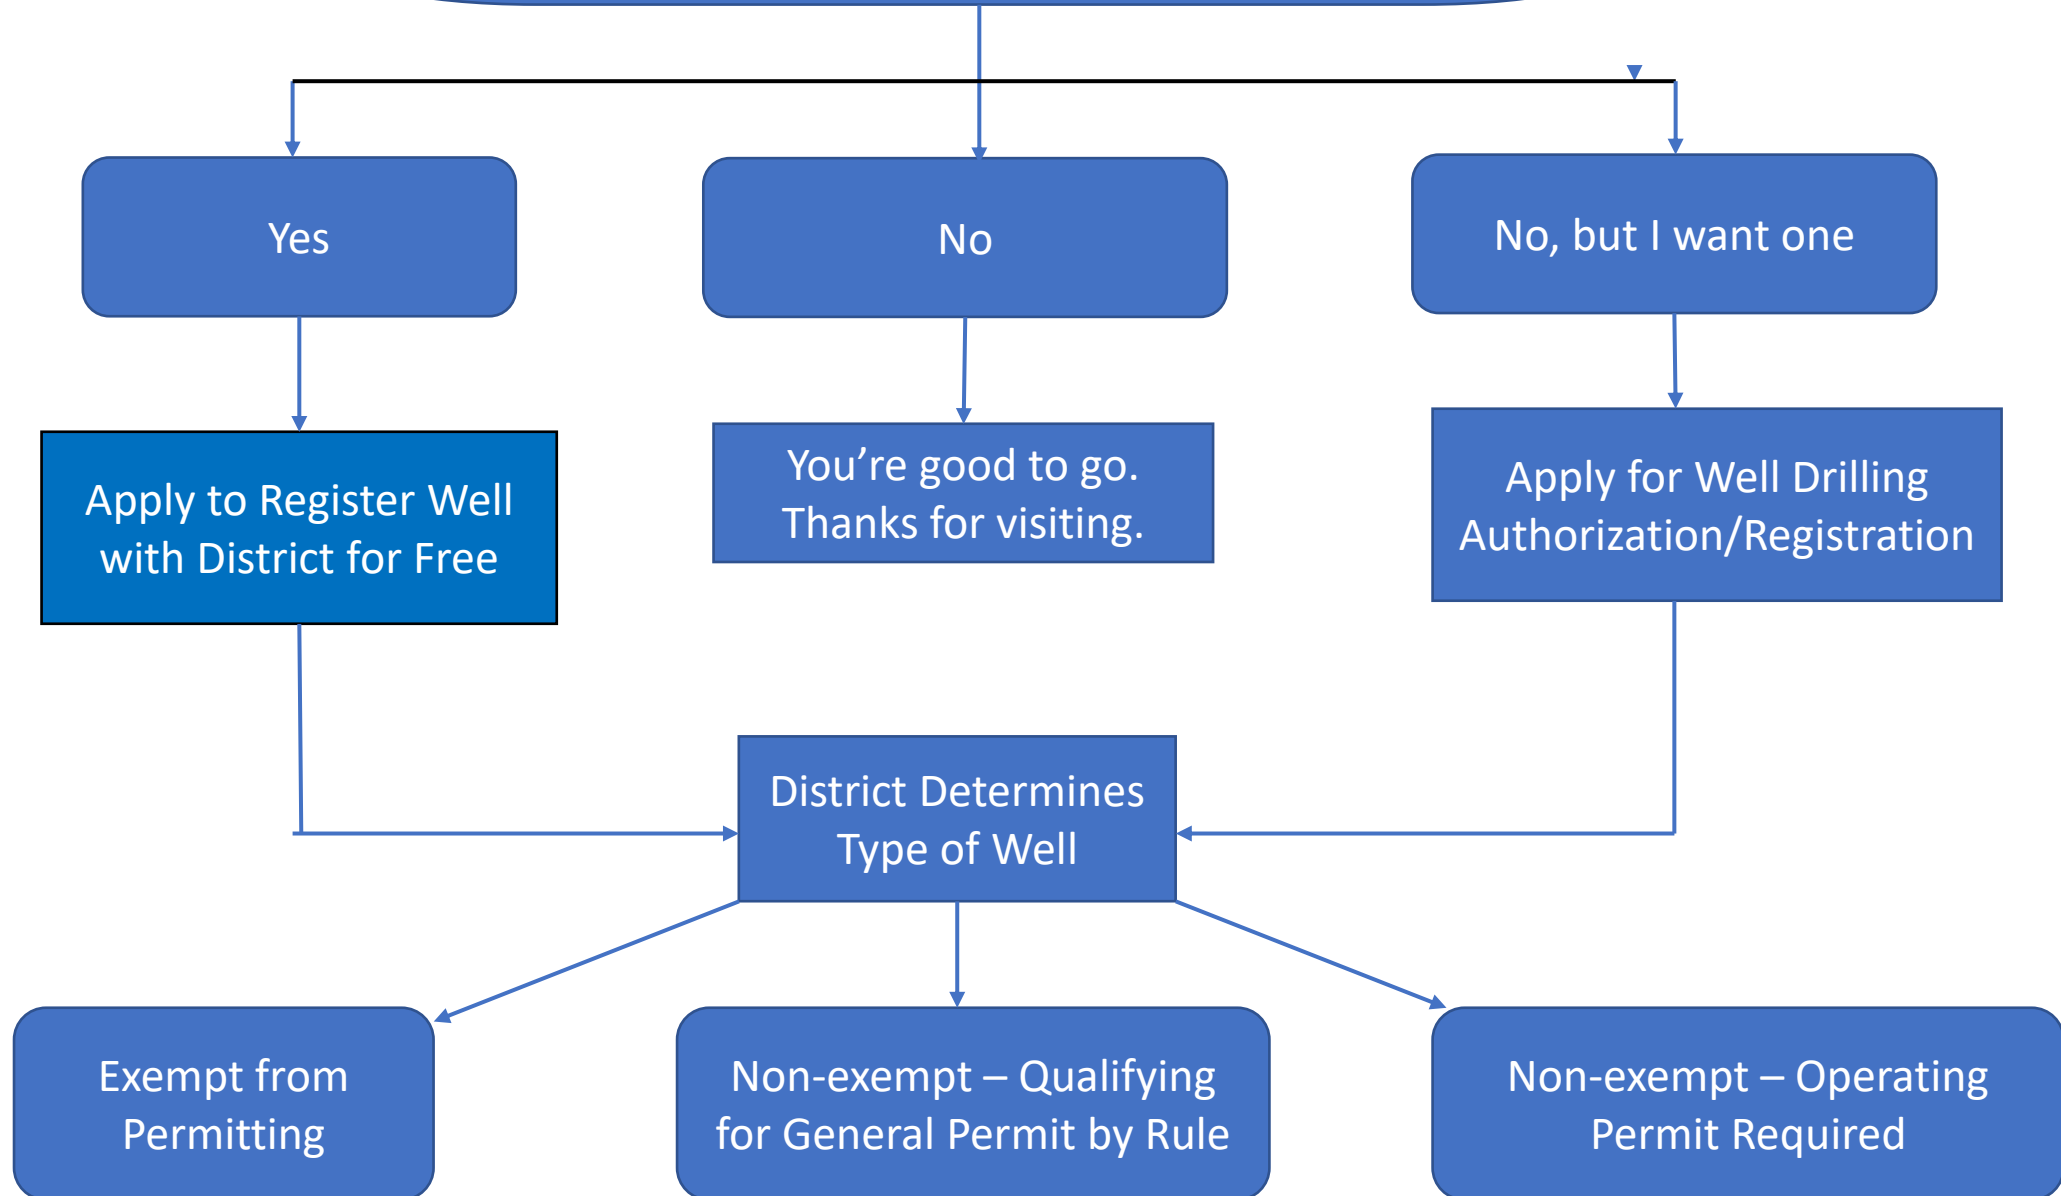 Yes
No
No, but I want one
Apply to Register Well
with District for Free
You’re good to go.
Thanks for visiting.
Apply for Well Drilling
Authorization/Registration
District Determines
Type of Well
Exempt from
Permitting
Non-exempt – Qualifying
for General Permit by Rule
Non-exempt – Operating
Permit Required